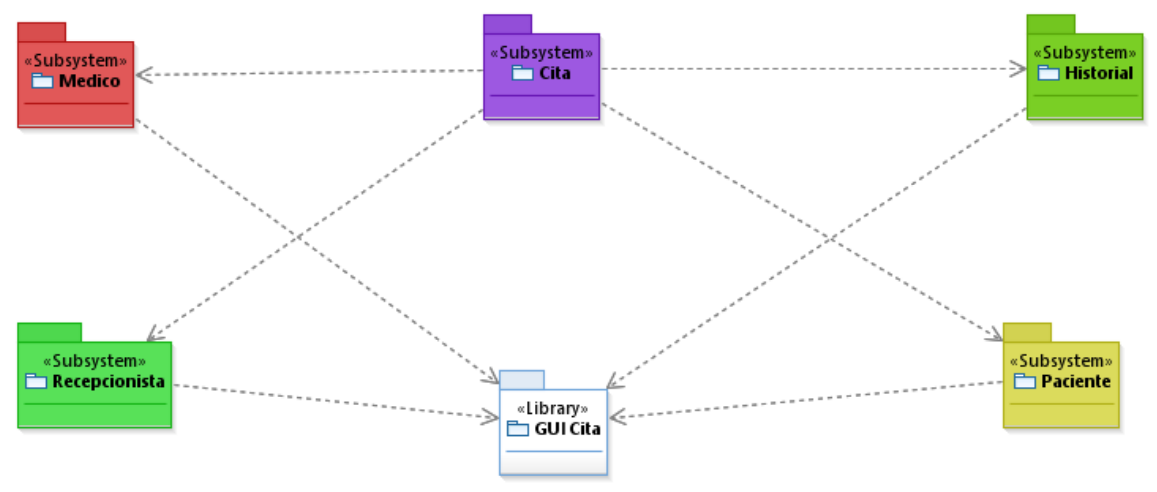 «Subsystem»
Medico
«Subsystem»
Cita
«Subsystem»
Historial
«Subsystem»
Recepcionista
«Library»
GUI Cita
«Subsystem»
Paciente